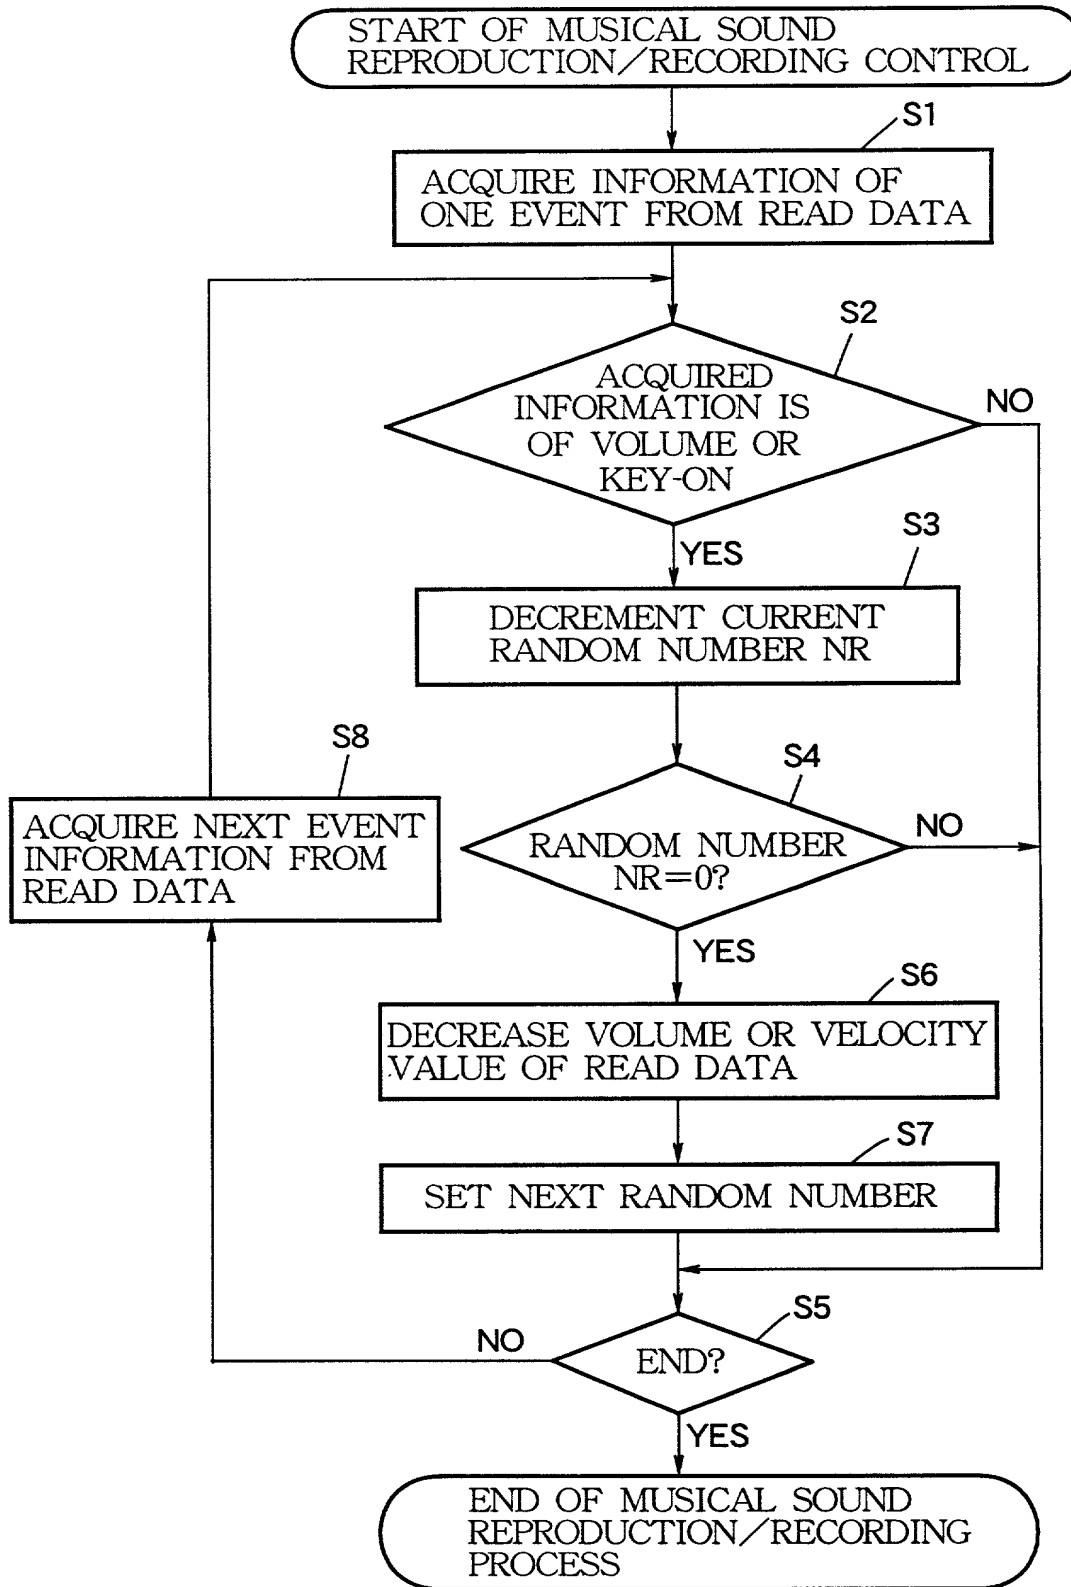 START OF MUSICAL SOUND
REPRODUCTION/RECORDING CONTROL
S1
ACQUIRE INFORMATION OF
ONE EVENT FROM READ DATA
S2
ACQUIRED
INFORMATION IS
OF VOLUME OR
KEY-ON
NO
YES
S3
DECREMENT CURRENT
RANDOM NUMBER NR
S8
ACQUIRE NEXT EVENT
INFORMATION FROM
READ DATA
S4
RANDOM NUMBER
NR=0?
NO
YES
S6
DECREASE VOLUME OR VELOCITY
VALUE OF READ DATA
S7
SET NEXT RANDOM NUMBER
S5
END?
NO
YES
END OF MUSICAL SOUND
REPRODUCTION/RECORDING
PROCESS